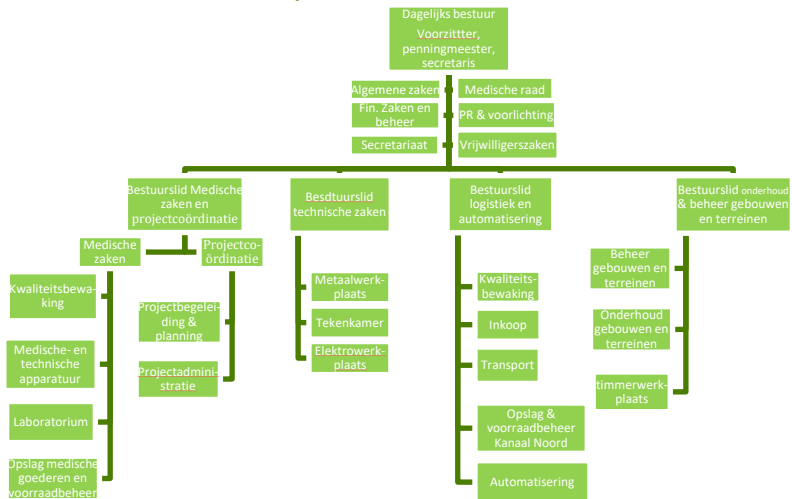 Dagelijks bestuur
Voorzittter,
penningmeester,
secretaris
Algemene zaken
Medische raad
Fin. Zaken en
beheer
PR & voorlichting
Secretariaat
Vrijwilligerszaken
Bestuurslid Medische
zaken en
projectcoördinatie
Besdtuurslid
technische zaken
Bestuurslid
logistiek en
automatisering
Bestuurslid onderhoud
& beheer gebouwen
en terreinen
Medische
zaken
Projectco-
ördinatie
Kwaliteitsbewa-
king
Medische- en
technische
apparatuur
Laboratorium
Opslag medische
goederen en
voorraadbeheer
Projectbegelei-
ding &
planning
Projectadmini-
stratie
Metaalwerk-
plaats
Tekenkamer
Elektrowerk-
plaats
Kwaliteits-
bewaking
Inkoop
Transport
Opslag &
voorraadbeheer
Kanaal Noord
Automatisering
Beheer
gebouwen en
terreinen
Onderhoud
gebouwen en
terreinen
timmerwerk-
plaats